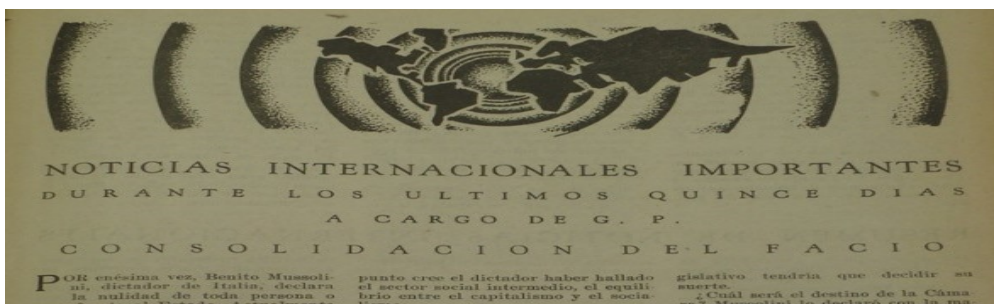 NOTICIAS INTERNACIONALES IMPORTANTES
DURANTE LOS ULTIMOS QUINCE DIAS
A CARGO DE G. P.
CONSOLIDACION DEL FACIO
POR enésima vez, Benito Mussoli-
ni, dictador de Italia, declara
la nulidad de toda persona o
punto cree el dictador haber hallado
el sector social intermedio, el equili-
brio entre el capitalismo y el socia-
gislativo tendría que decidir su
suerte.
¿Cuál será el destino de la Cáma-